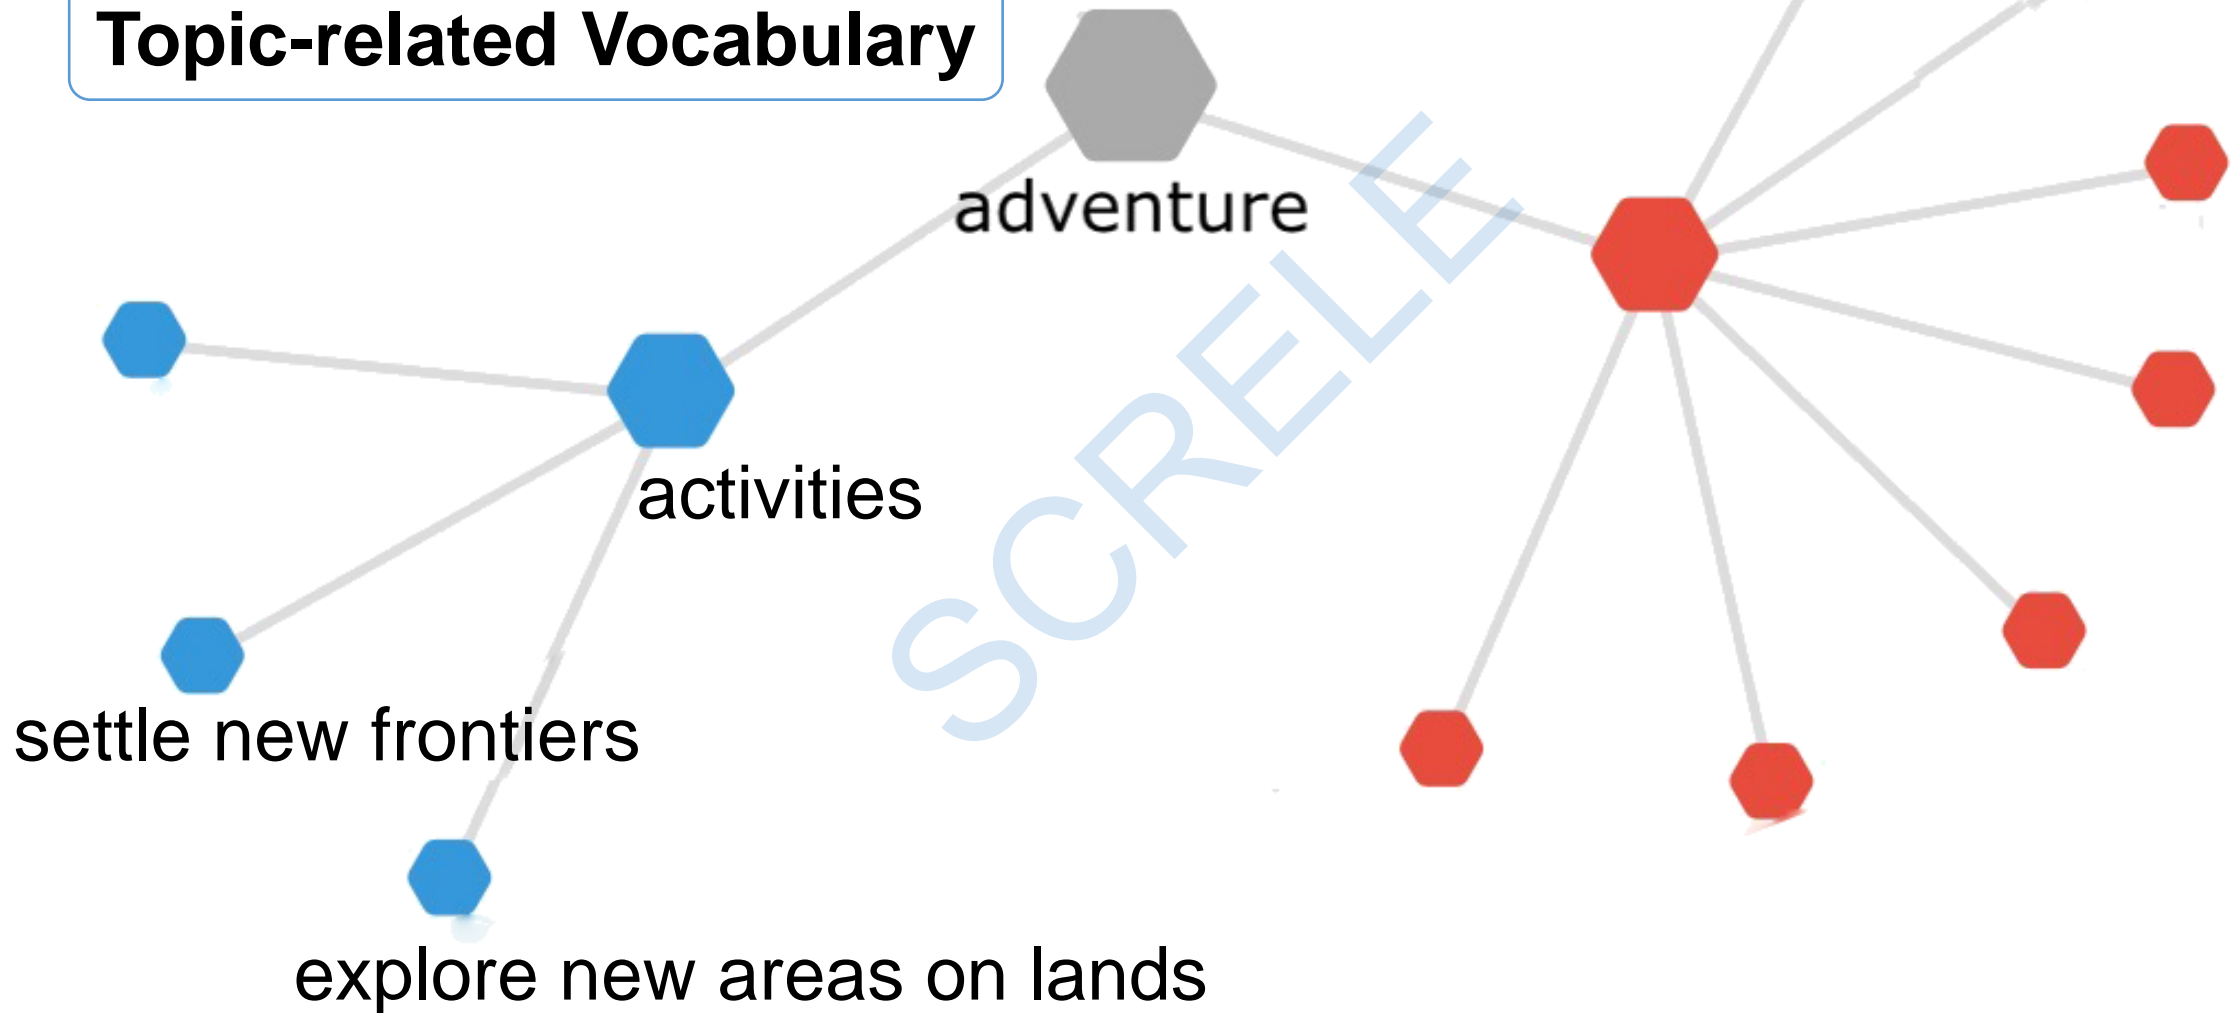 Topic-related Vocabulary
adventure
activities
settle new frontiers
explore new areas on lands
SCRELE